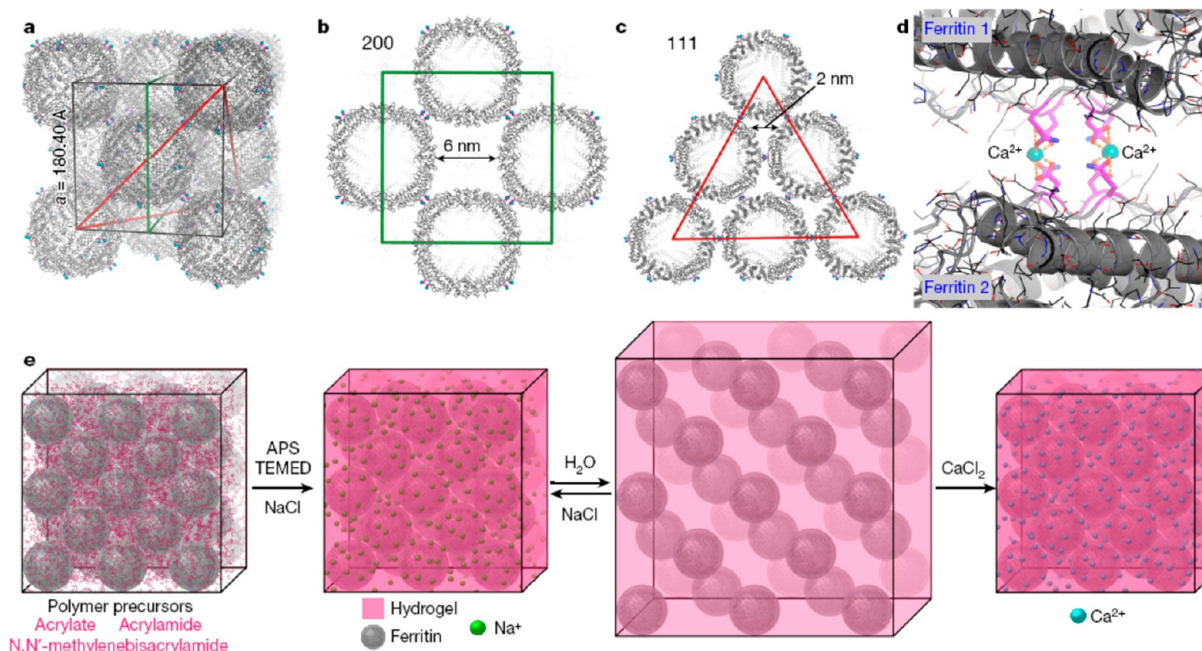 a
a = 180.40 Å
b
200
6 nm
c
111
2 nm
d
Ferritin 1
Ca²⁺
Ca²⁺
Ferritin 2
e
Polymer precursors
Acrylate Acrylamide
N,N′-methylenebisacrylamide
APS
TEMED
NaCl
Hydrogel
Ferritin
Na⁺
H₂O
NaCl
CaCl₂
Ca²⁺